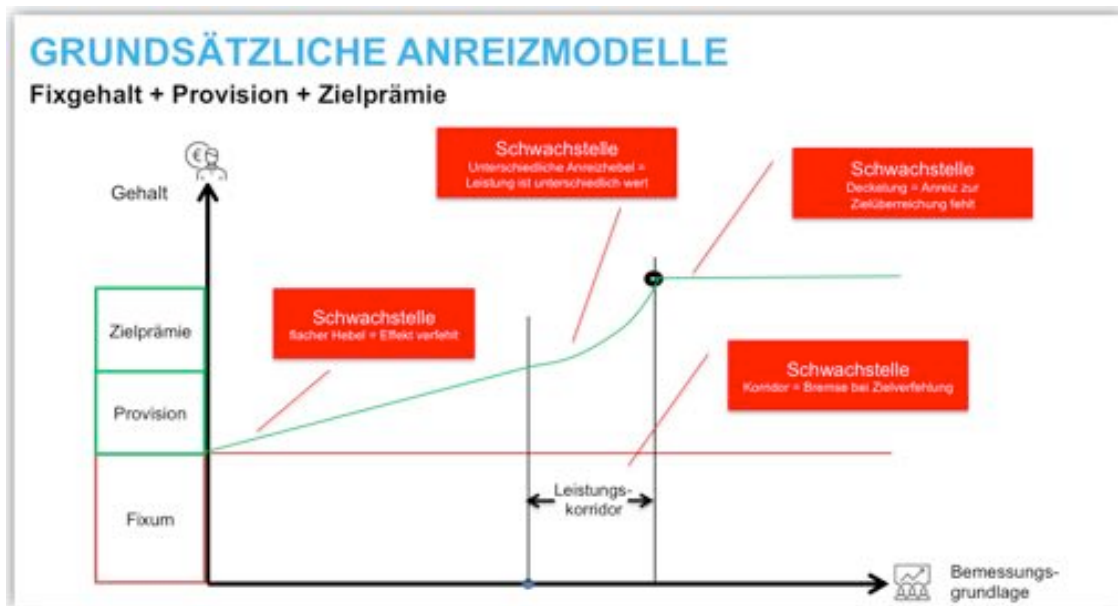 GRUNDSÄTZLICHE ANREIZMODELLE
Fixgehalt + Provision + Zielprämie
Gehalt
Schwachstelle
Unterschiedliche Anreizhebel =
Leistung ist unterschiedlich wert
Schwachstelle
Deckelung = Anreiz zur
Zielüberreichung fehlt
Schwachstelle
flacher Hebel = Effekt verfehlt
Schwachstelle
Korridor = Bremse bei Zielverfehlung
Zielprämie
Provision
Fixum
Leistungs-
korridor
Bemessungs-
grundlage
€